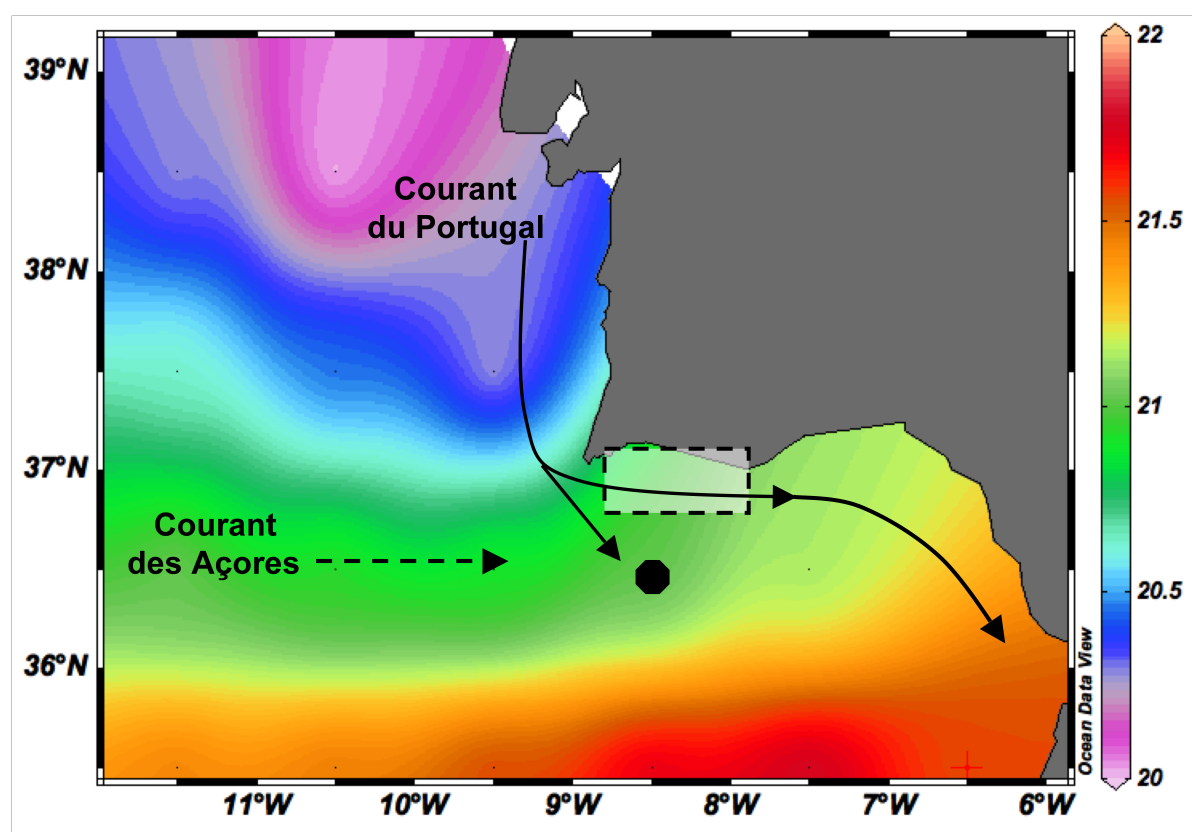 39°N
38°N
37°N
36°N
Courant
du Portugal
Courant
des Açores
11°W
10°W
9°W
8°W
7°W
6°W
22
21.5
21
20.5
20
Ocean Data View